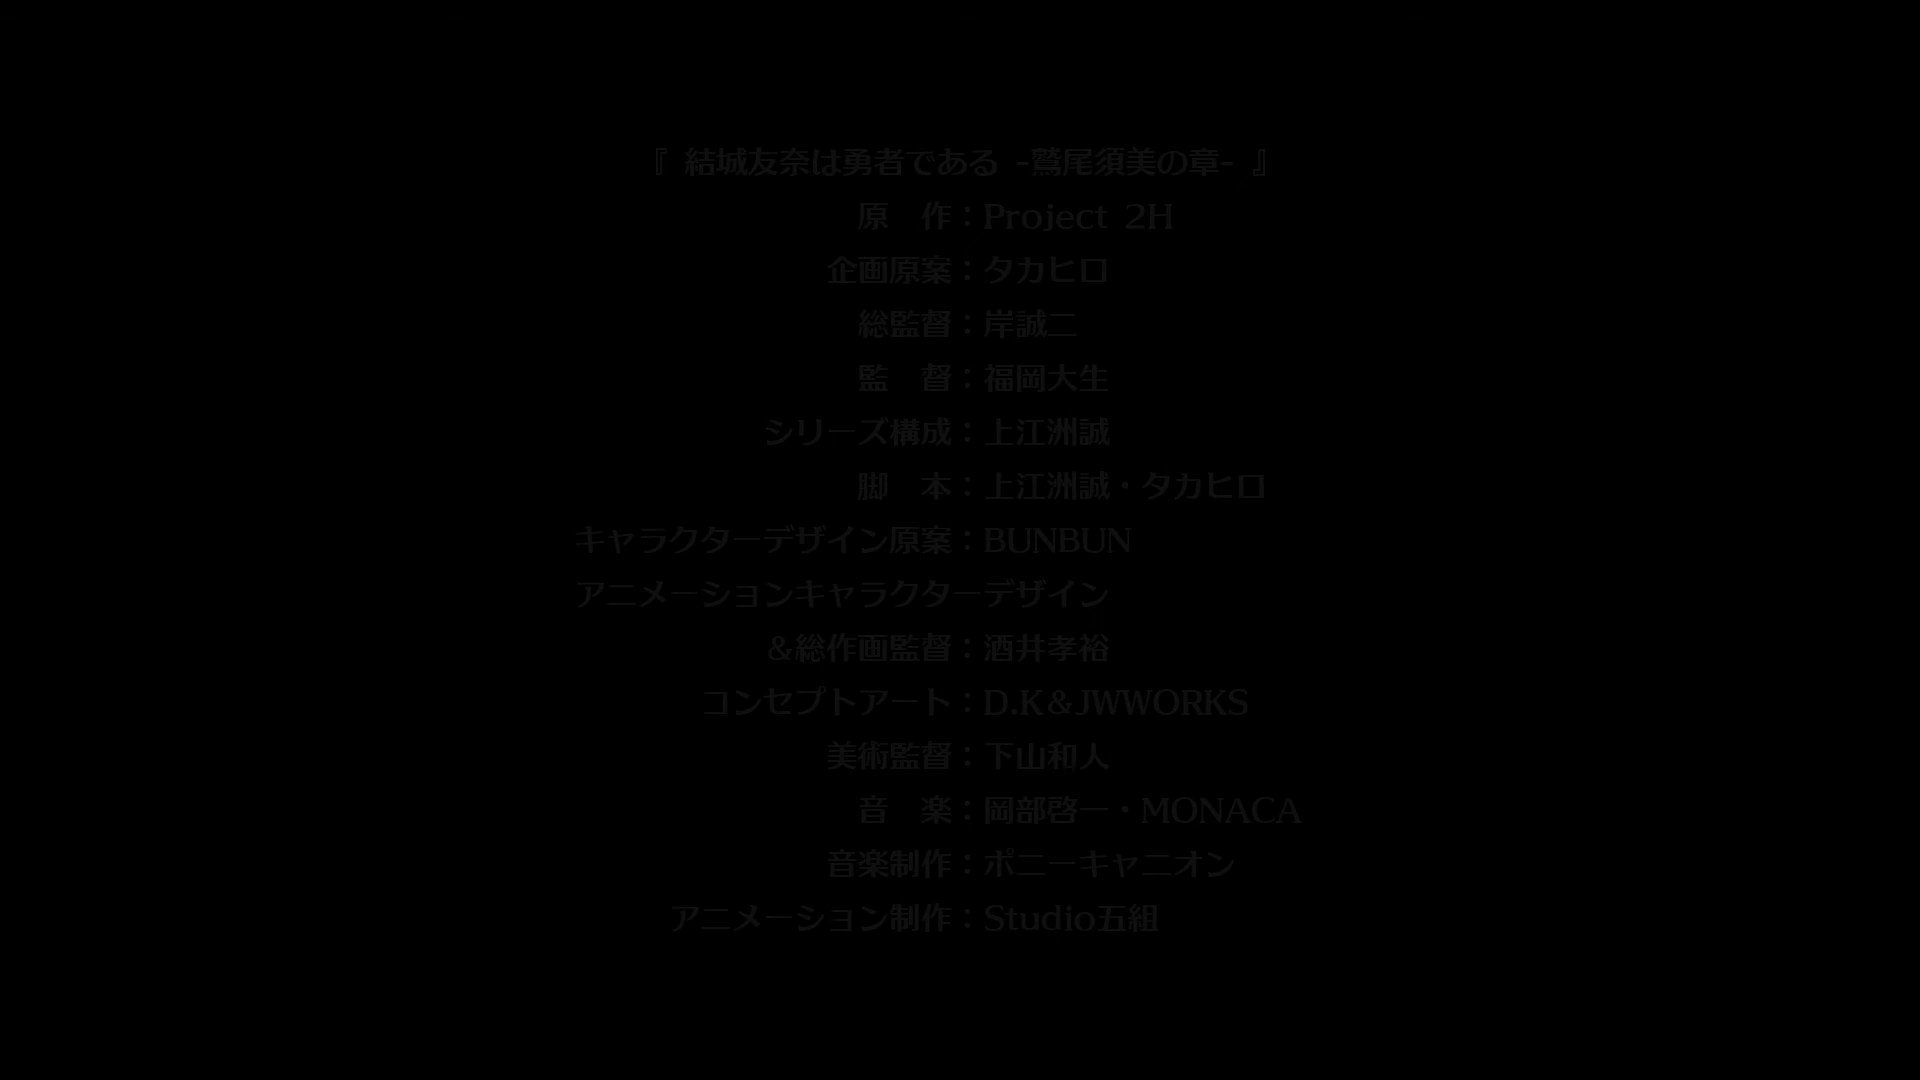 『 結城友奈は勇者である -鷲尾須美の章- 』
原　作：Project 2H
企画原案：タカヒロ
総監督：岸誠二
監　督：福岡大生
シリーズ構成：上江洲誠
脚　本：上江洲誠・タカヒロ
キャラクターデザイン原案：BUNBUN
アニメーションキャラクターデザイン
＆総作画監督：酒井孝裕
コンセプトアート：D.K＆JWWORKS
美術監督：下山和人
音　楽：岡部啓一・MONACA
音楽制作：ポニーキャニオン
アニメーション制作：Studio五組